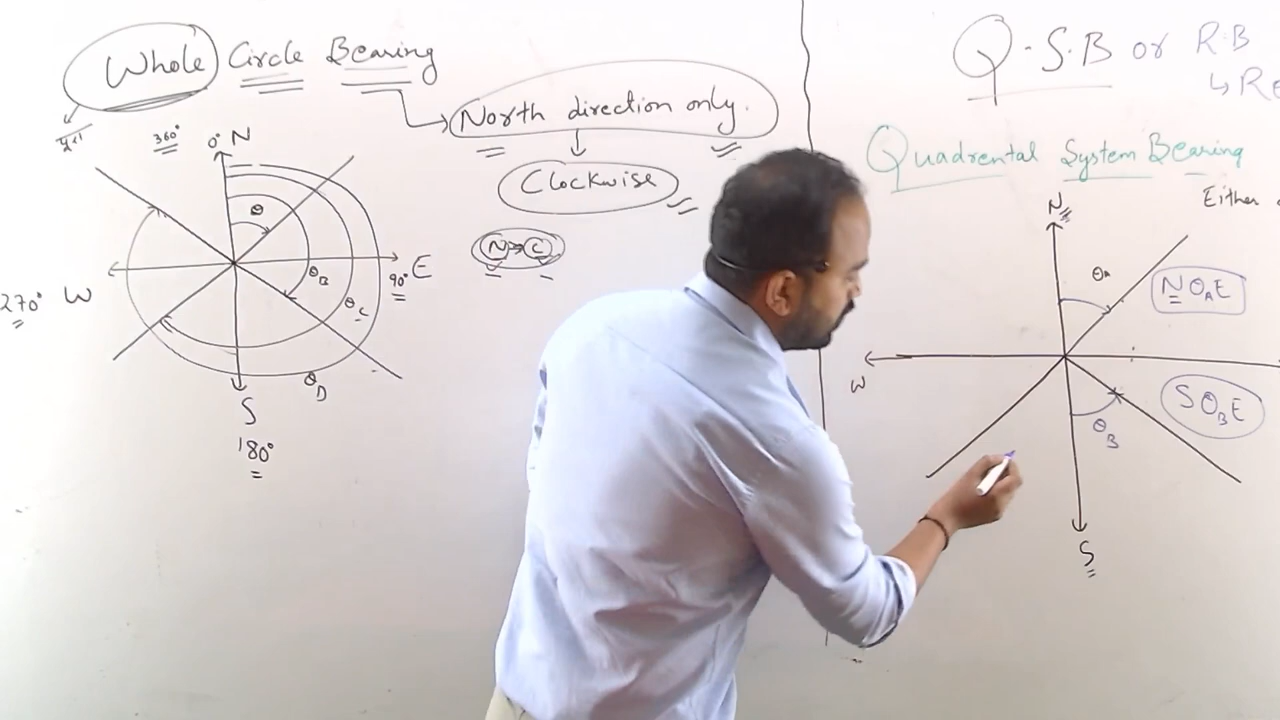 Whole Circle Bearing
North direction only.
Clockwise
N→C
360°
0° N
θ
θB
θC
θD
90° E
270° W
S
180°
Q.S.B or R.B
↳ Re
Quadrental System Bearing
Either
N
θA
NθAE
W
SθBE
θB
S